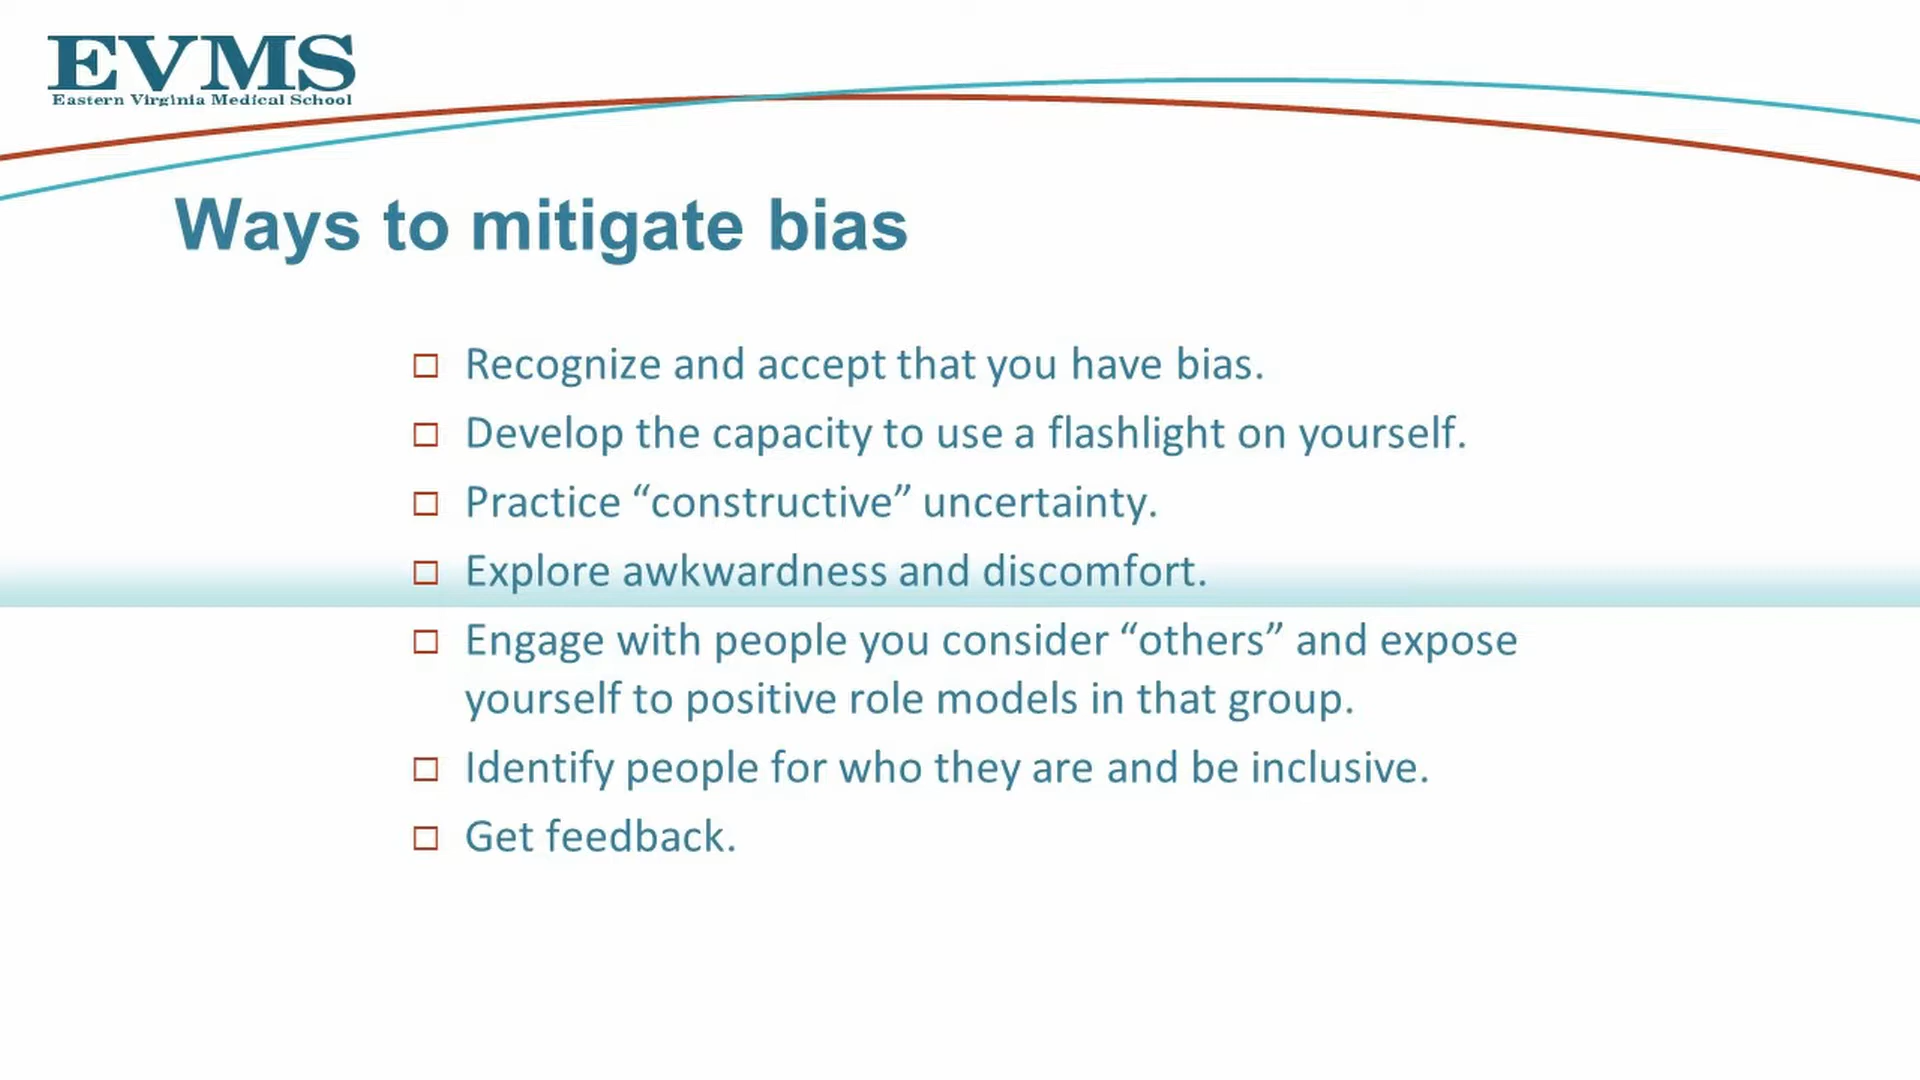 EVMS
Eastern Virginia Medical School
Ways to mitigate bias
Recognize and accept that you have bias.
Develop the capacity to use a flashlight on yourself.
Practice “constructive” uncertainty.
Explore awkwardness and discomfort.
Engage with people you consider “others” and expose
yourself to positive role models in that group.
Identify people for who they are and be inclusive.
Get feedback.